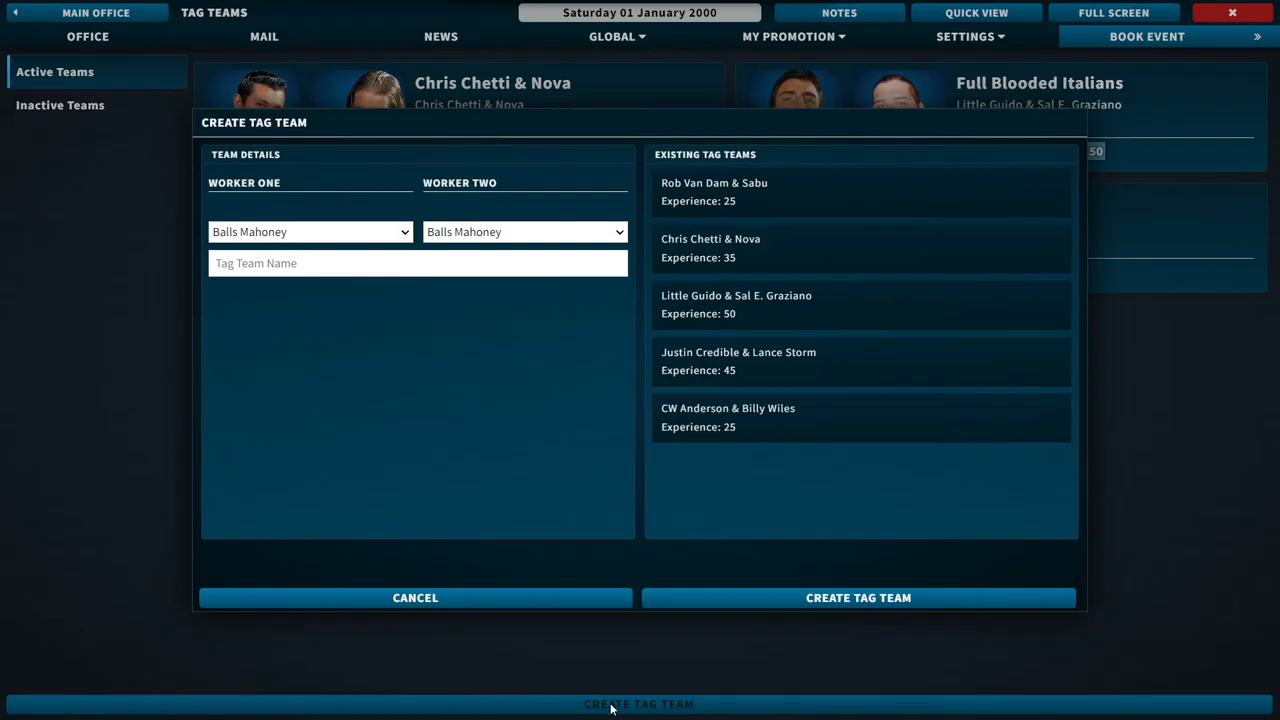 MAIN OFFICE
TAG TEAMS
Saturday 01 January 2000
NOTES
QUICK VIEW
FULL SCREEN
OFFICE
MAIL
NEWS
GLOBAL
MY PROMOTION
SETTINGS
BOOK EVENT
Active Teams
Inactive Teams
Chris Chetti & Nova
Chris Chetti & Nova
Full Blooded Italians
Little Guido & Sal E. Graziano
50
CREATE TAG TEAM
TEAM DETAILS
WORKER ONE
WORKER TWO
Balls Mahoney
Balls Mahoney
Tag Team Name
EXISTING TAG TEAMS
Rob Van Dam & Sabu
Experience: 25
Chris Chetti & Nova
Experience: 35
Little Guido & Sal E. Graziano
Experience: 50
Justin Credible & Lance Storm
Experience: 45
CW Anderson & Billy Wiles
Experience: 25
CANCEL
CREATE TAG TEAM
CREATE TAG TEAM